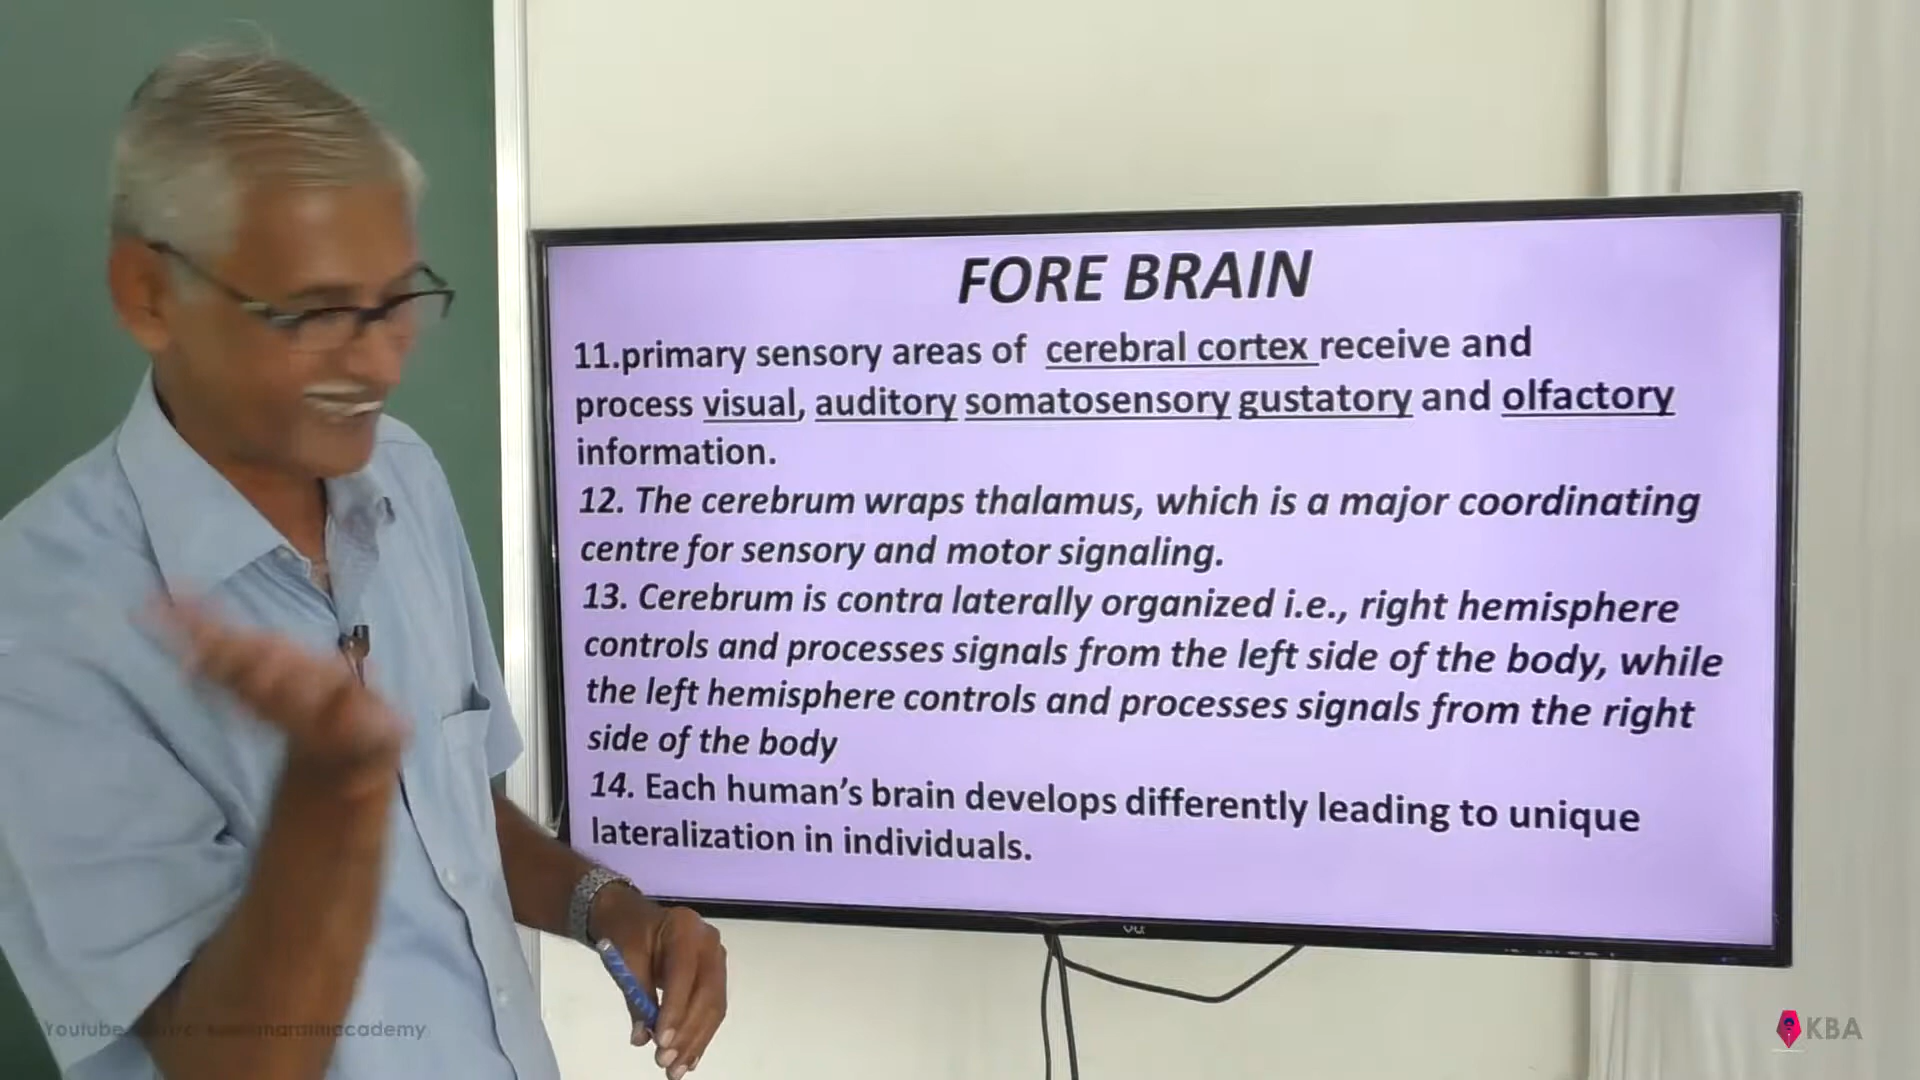 FORE BRAIN
11.primary sensory areas of cerebral cortex receive and
process visual, auditory somatosensory gustatory and olfactory
information.
12. The cerebrum wraps thalamus, which is a major coordinating
centre for sensory and motor signaling.
13. Cerebrum is contra laterally organized i.e., right hemisphere
controls and processes signals from the left side of the body, while
the left hemisphere controls and processes signals from the right
side of the body
14. Each human's brain develops differently leading to unique
lateralization in individuals.
Youtube
KBA